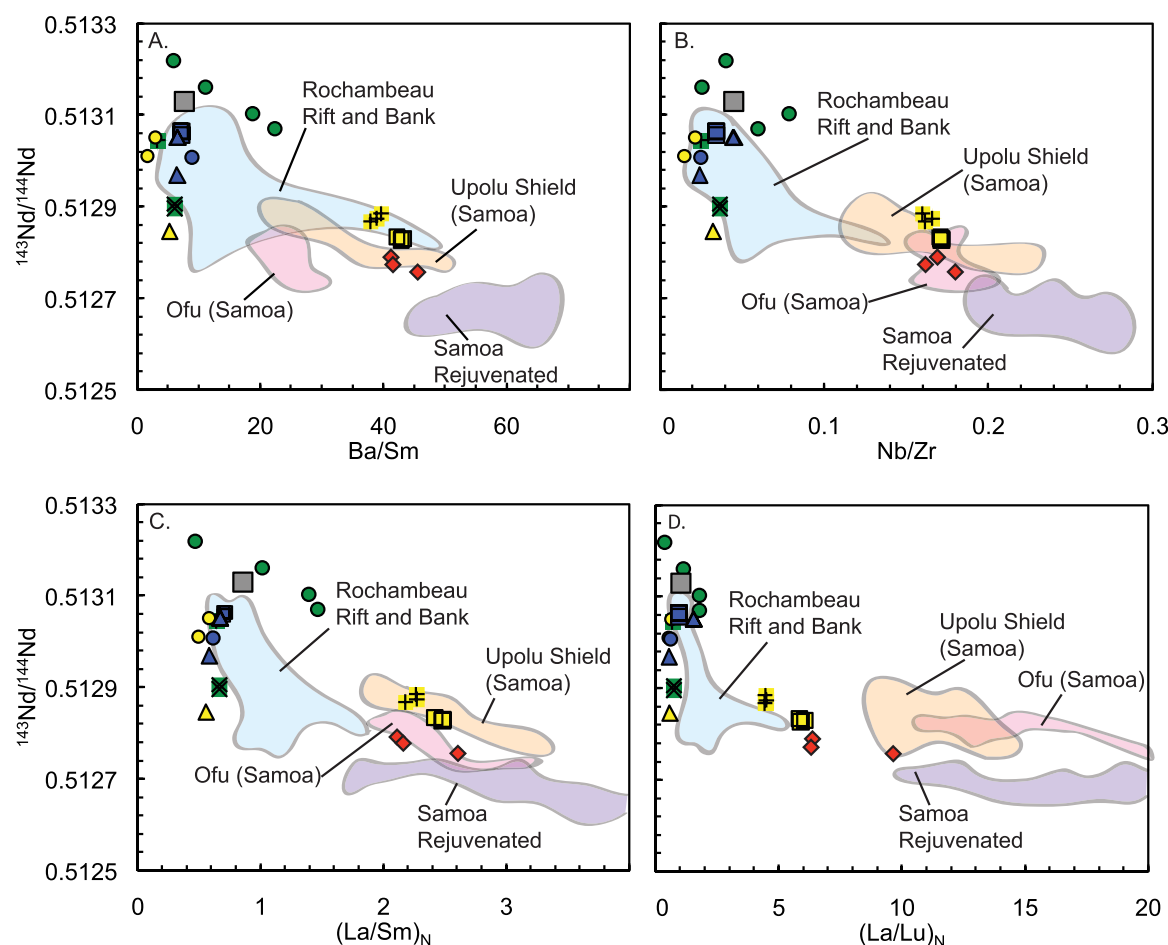 0.5133
0.5131
0.5129
0.5127
0.5125
143Nd/144Nd
A.
Rochambeau
Rift and Bank
Upolu Shield
(Samoa)
Ofu (Samoa)
Samoa
Rejuvenated
0
20
40
60
Ba/Sm
B.
Rochambeau
Rift and Bank
Upolu Shield
(Samoa)
Ofu (Samoa)
Samoa
Rejuvenated
0
0.1
0.2
0.3
Nb/Zr
0.5133
0.5131
0.5129
0.5127
0.5125
143Nd/144Nd
C.
Rochambeau
Rift and Bank
Upolu Shield
(Samoa)
Ofu (Samoa)
Samoa
Rejuvenated
0
1
2
3
(La/Sm)N
D.
Rochambeau
Rift and Bank
Upolu Shield
(Samoa)
Ofu (Samoa)
Samoa
Rejuvenated
0
5
10
15
20
(La/Lu)N